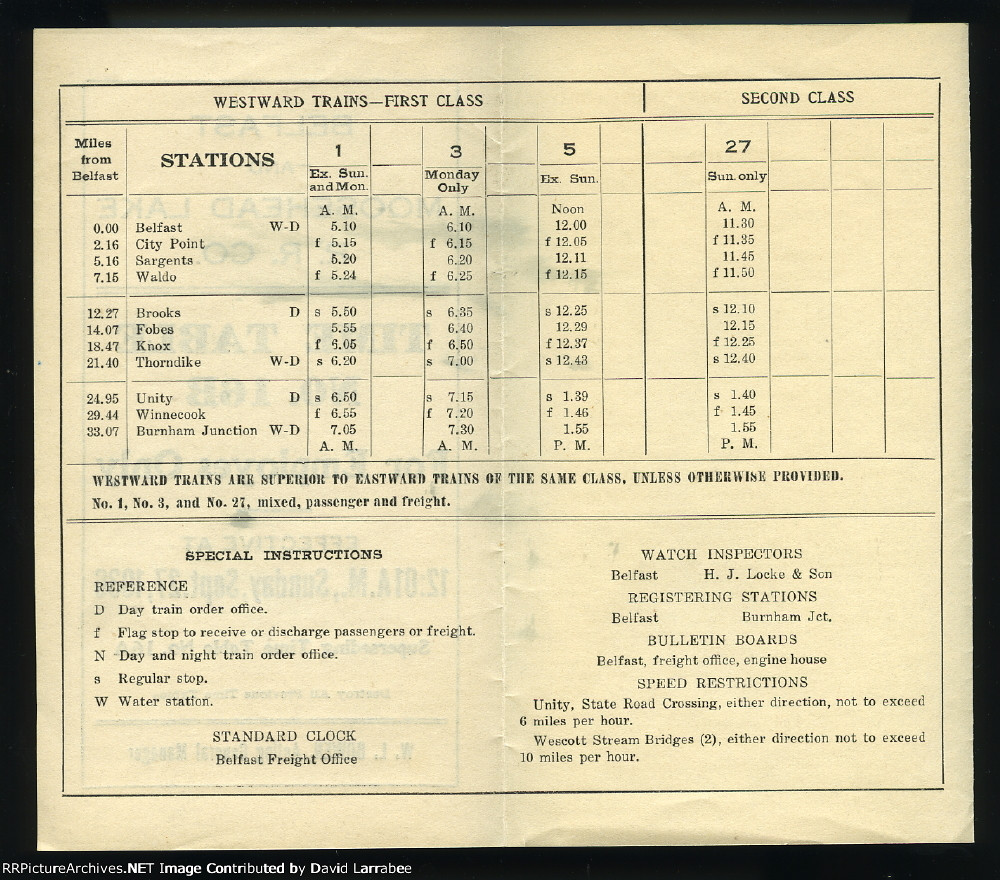 WESTWARD TRAINS—FIRST CLASS SECOND CLASS
Miles from Belfast STATIONS 1 3 5 27
Ex. Sun. and Mon. Monday Only Ex. Sun. Sun. only
A. M. A. M. Noon A. M.
0.00 Belfast W-D 5.10 6.10 12.00 11.30
2.16 City Point f 5.15 f 6.15 f 12.05 f 11.35
5.16 Sargents 5.20 6.20 12.11 11.45
7.15 Waldo f 5.24 f 6.25 f 12.15 f 11.50
12.27 Brooks D s 5.50 s 6.35 s 12.25 s 12.10
14.07 Fobes 5.55 6.40 12.29 12.15
18.47 Knox f 6.05 f 6.50 f 12.37 f 12.25
21.40 Thorndike W-D s 6.20 s 7.00 s 12.43 s 12.40
24.95 Unity D s 6.50 s 7.15 s 1.39 s 1.40
29.44 Winnecook f 6.55 f 7.20 f 1.46 f 1.45
33.07 Burnham Junction W-D 7.05 7.30 1.55 1.55
A. M. A. M. P. M. P. M.
WESTWARD TRAINS ARE SUPERIOR TO EASTWARD TRAINS OF THE SAME CLASS, UNLESS OTHERWISE PROVIDED.
No. 1, No. 3, and No. 27, mixed, passenger and freight.
SPECIAL INSTRUCTIONS
REFERENCE
D Day train order office.
f Flag stop to receive or discharge passengers or freight.
N Day and night train order office.
s Regular stop.
W Water station.
STANDARD CLOCK
Belfast Freight Office
WATCH INSPECTORS
Belfast H. J. Locke & Son
REGISTERING STATIONS
Belfast Burnham Jct.
BULLETIN BOARDS
Belfast, freight office, engine house
SPEED RESTRICTIONS
Unity, State Road Crossing, either direction, not to exceed
6 miles per hour.
Wescott Stream Bridges (2), either direction not to exceed
10 miles per hour.
RRPictureArchives.NET Image Contributed by David Larrabee